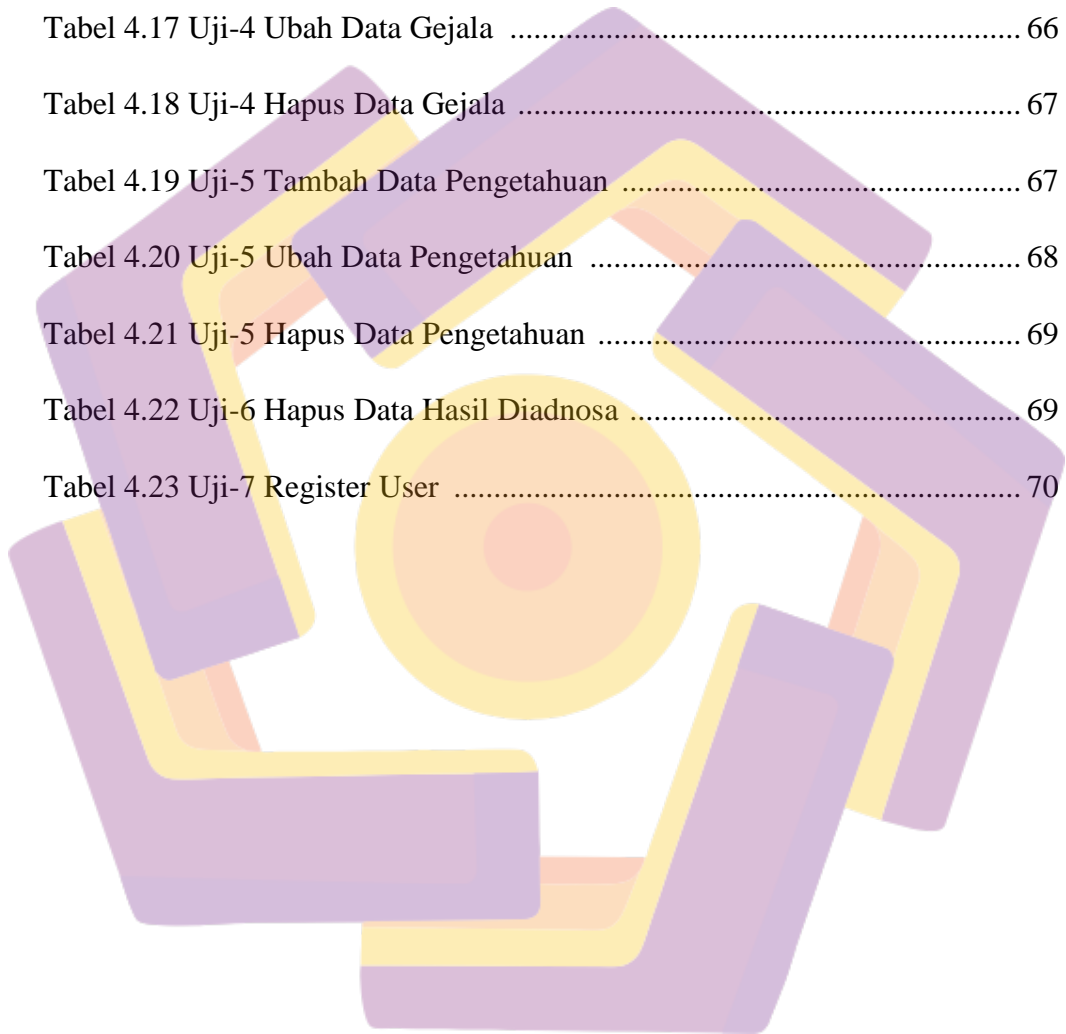 Tabel 4.17 Uji-4 Ubah Data Gejala ................................................................ 66
Tabel 4.18 Uji-4 Hapus Data Gejala ............................................................... 67
Tabel 4.19 Uji-5 Tambah Data Pengetahuan .................................................. 67
Tabel 4.20 Uji-5 Ubah Data Pengetahuan ...................................................... 68
Tabel 4.21 Uji-5 Hapus Data Pengetahuan ..................................................... 69
Tabel 4.22 Uji-6 Hapus Data Hasil Diadnosa ................................................. 69
Tabel 4.23 Uji-7 Register User ....................................................................... 70